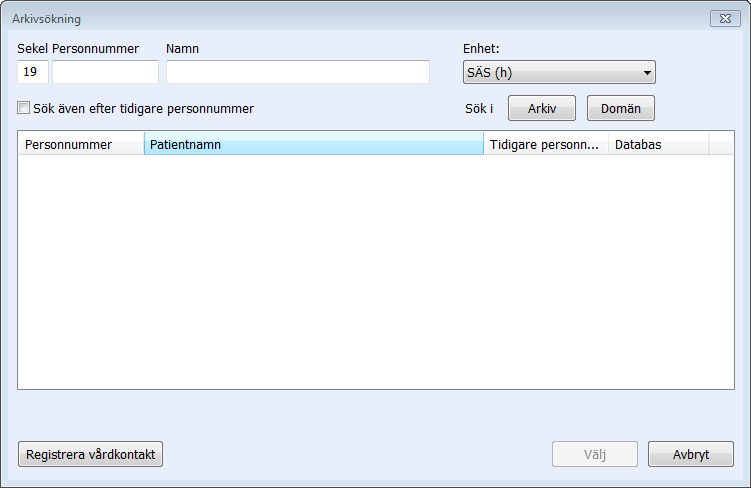 Arkivsökning
Sekel Personnummer Namn Enhet:
19 SÄS (h)
Sök även efter tidigare personnummer Sök i Arkiv Domän
Personnummer Patientnamn Tidigare personn... Databas
Registrera vårdkontakt Välj Avbryt